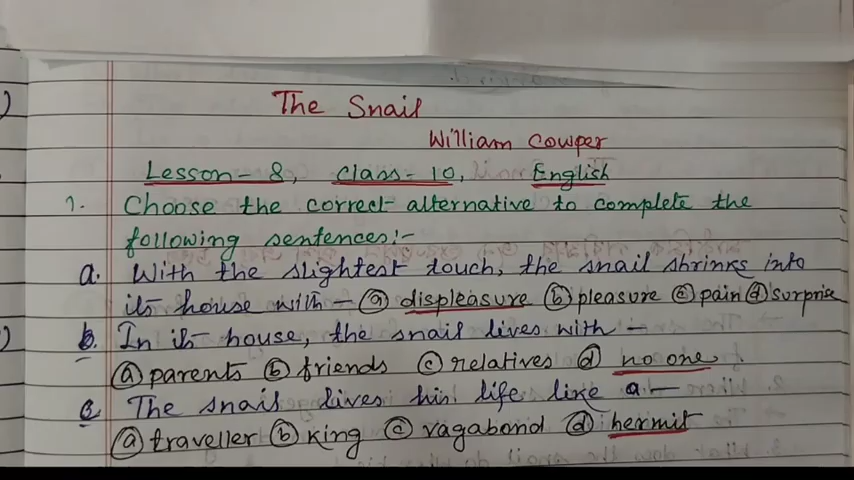 The Snail
William Cowper
Lesson-8, Class-10, English
1. Choose the correct alternative to complete the
following sentences:-
a. With the slightest touch, the snail shrinks into
its house with - ⓐ displeasure ⓑ pleasure ⓒ pain ⓓ surprise
b. In its house, the snail lives with -
ⓐ parents ⓑ friends ⓒ relatives ⓓ no one
c. The snail lives his life like a -
ⓐ traveller ⓑ king ⓒ vagabond ⓓ hermit